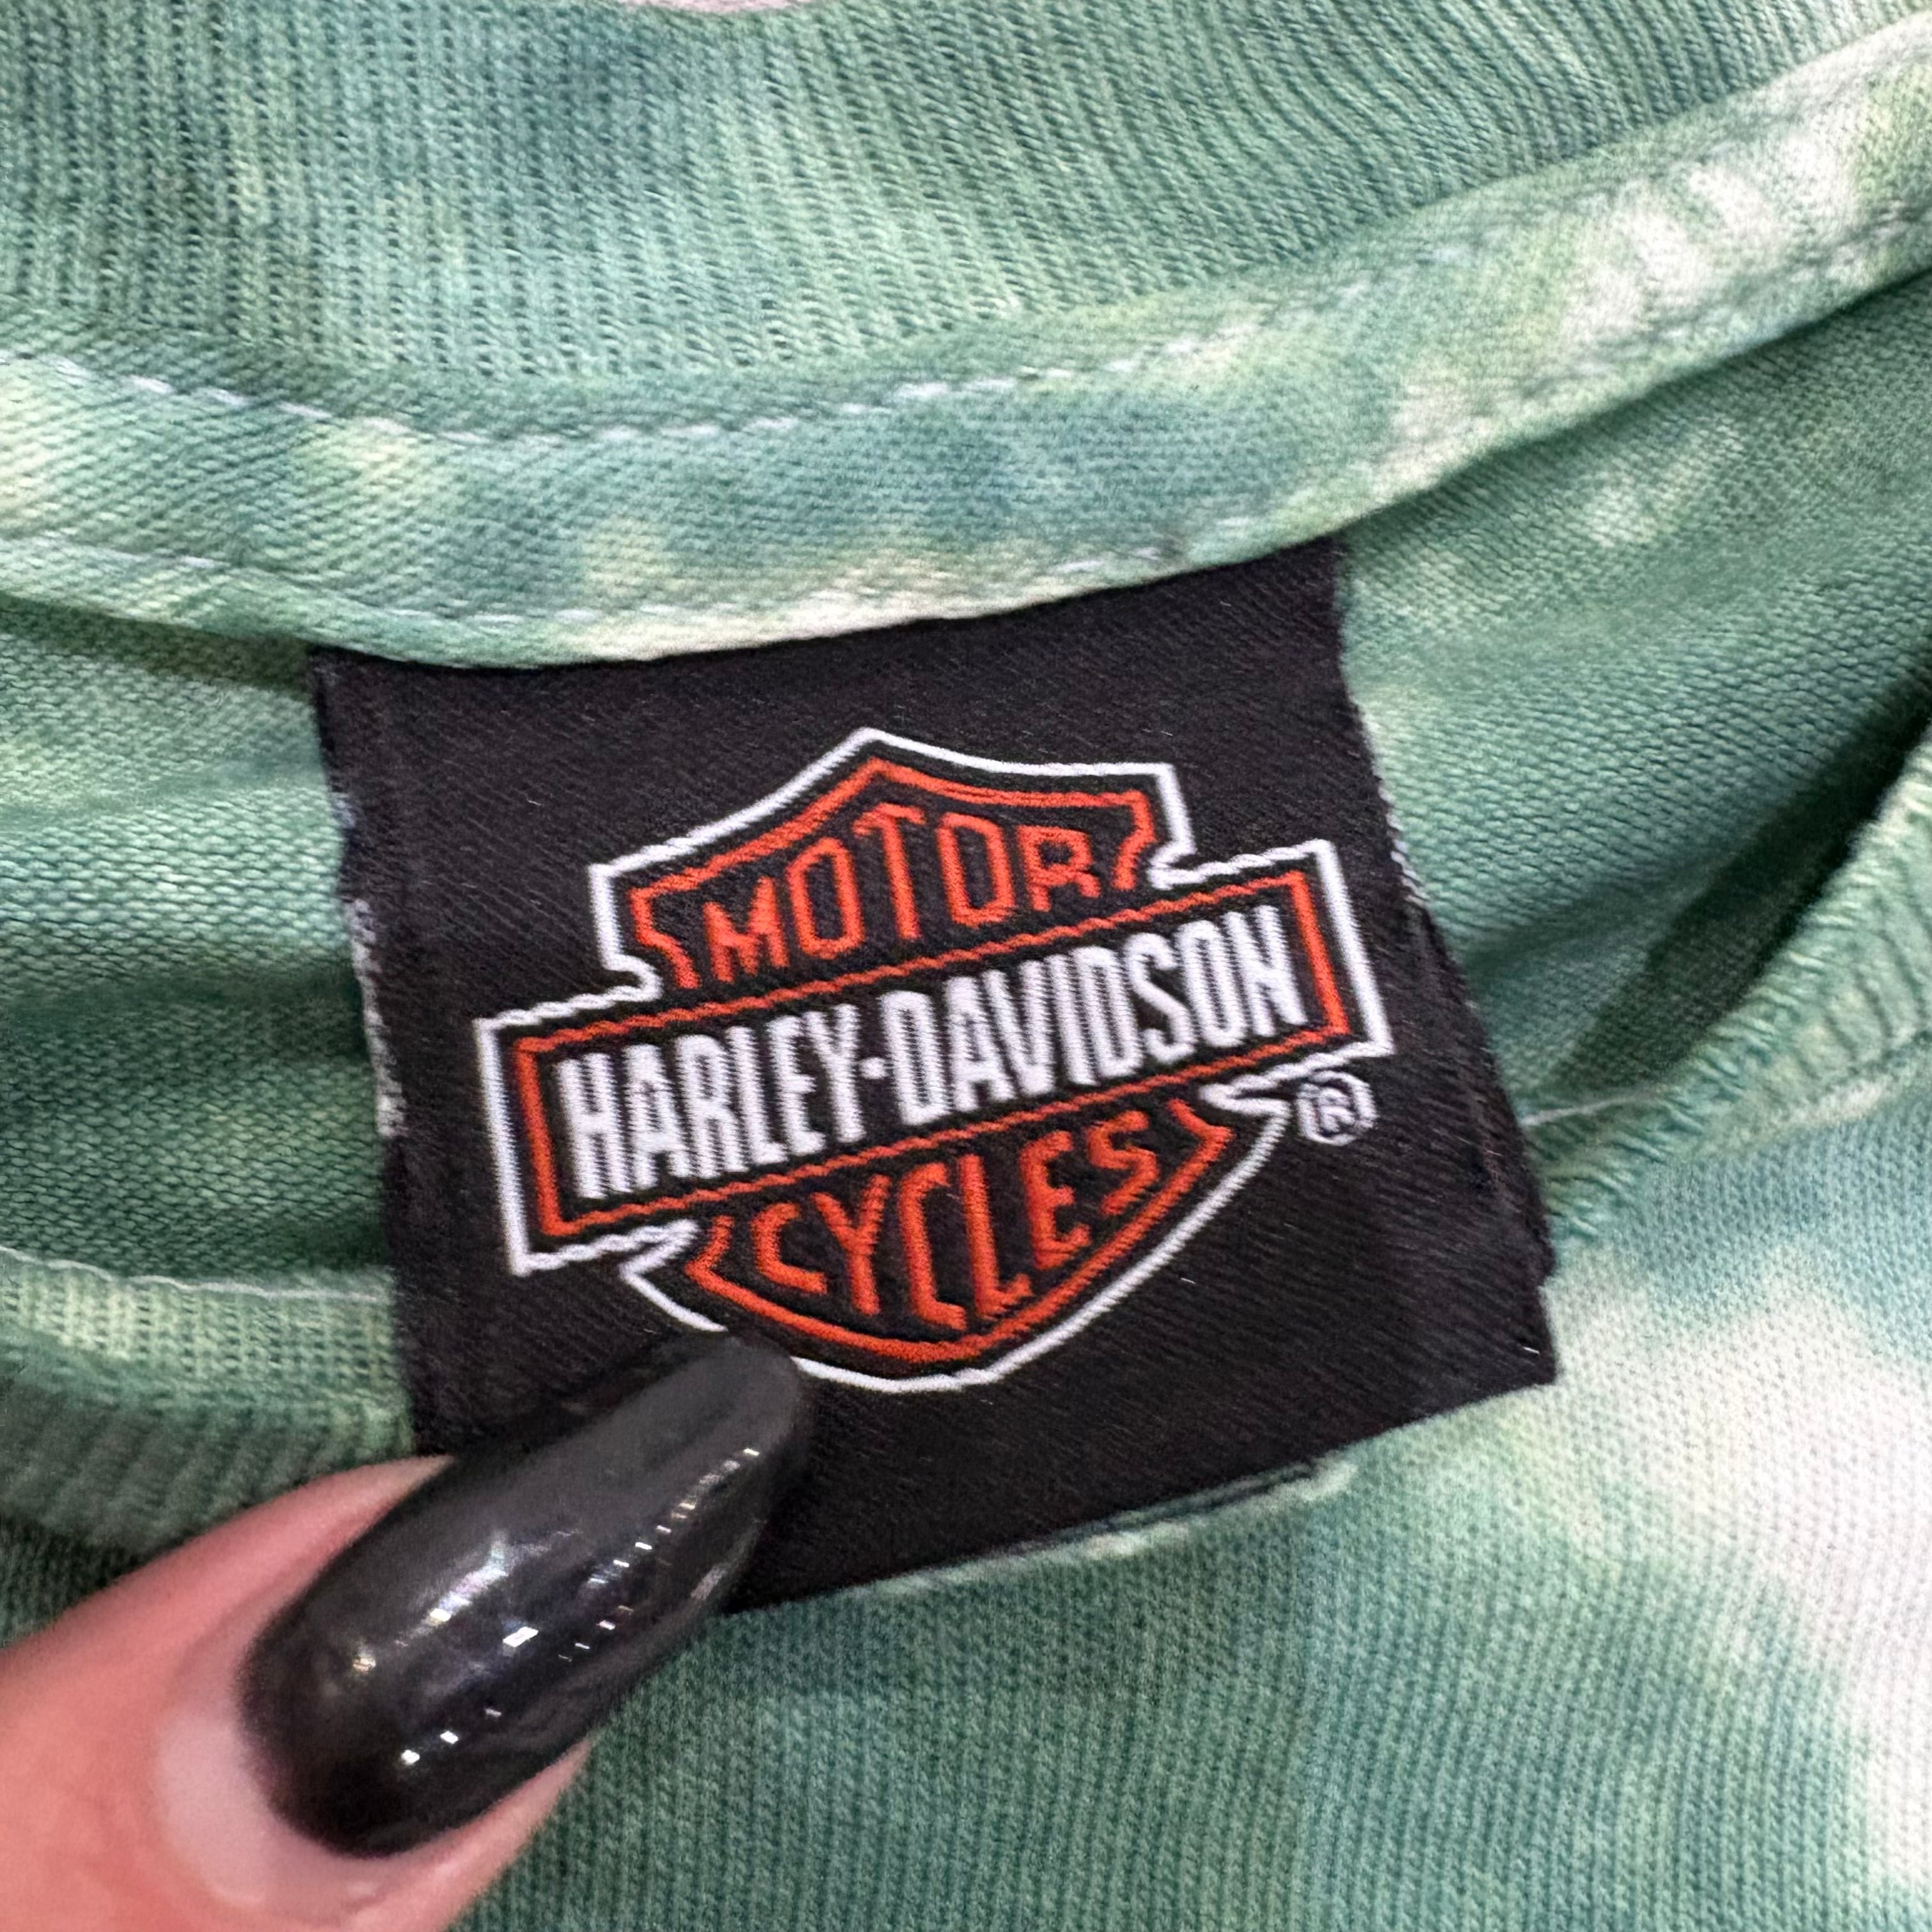 MOTOR
HARLEY-DAVIDSON
®
CYCLES